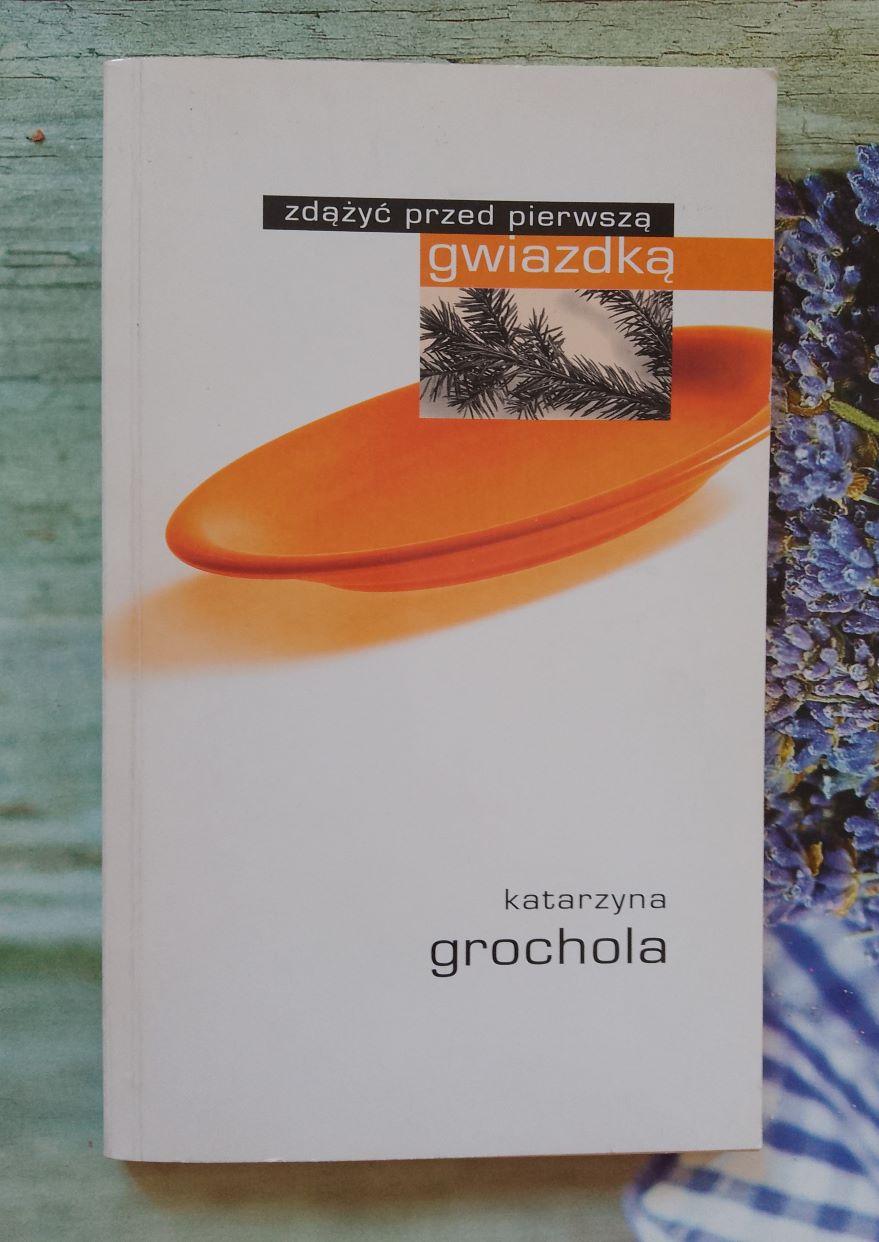 zdążyć przed pierwszą
gwiazdką
katarzyna
grochola